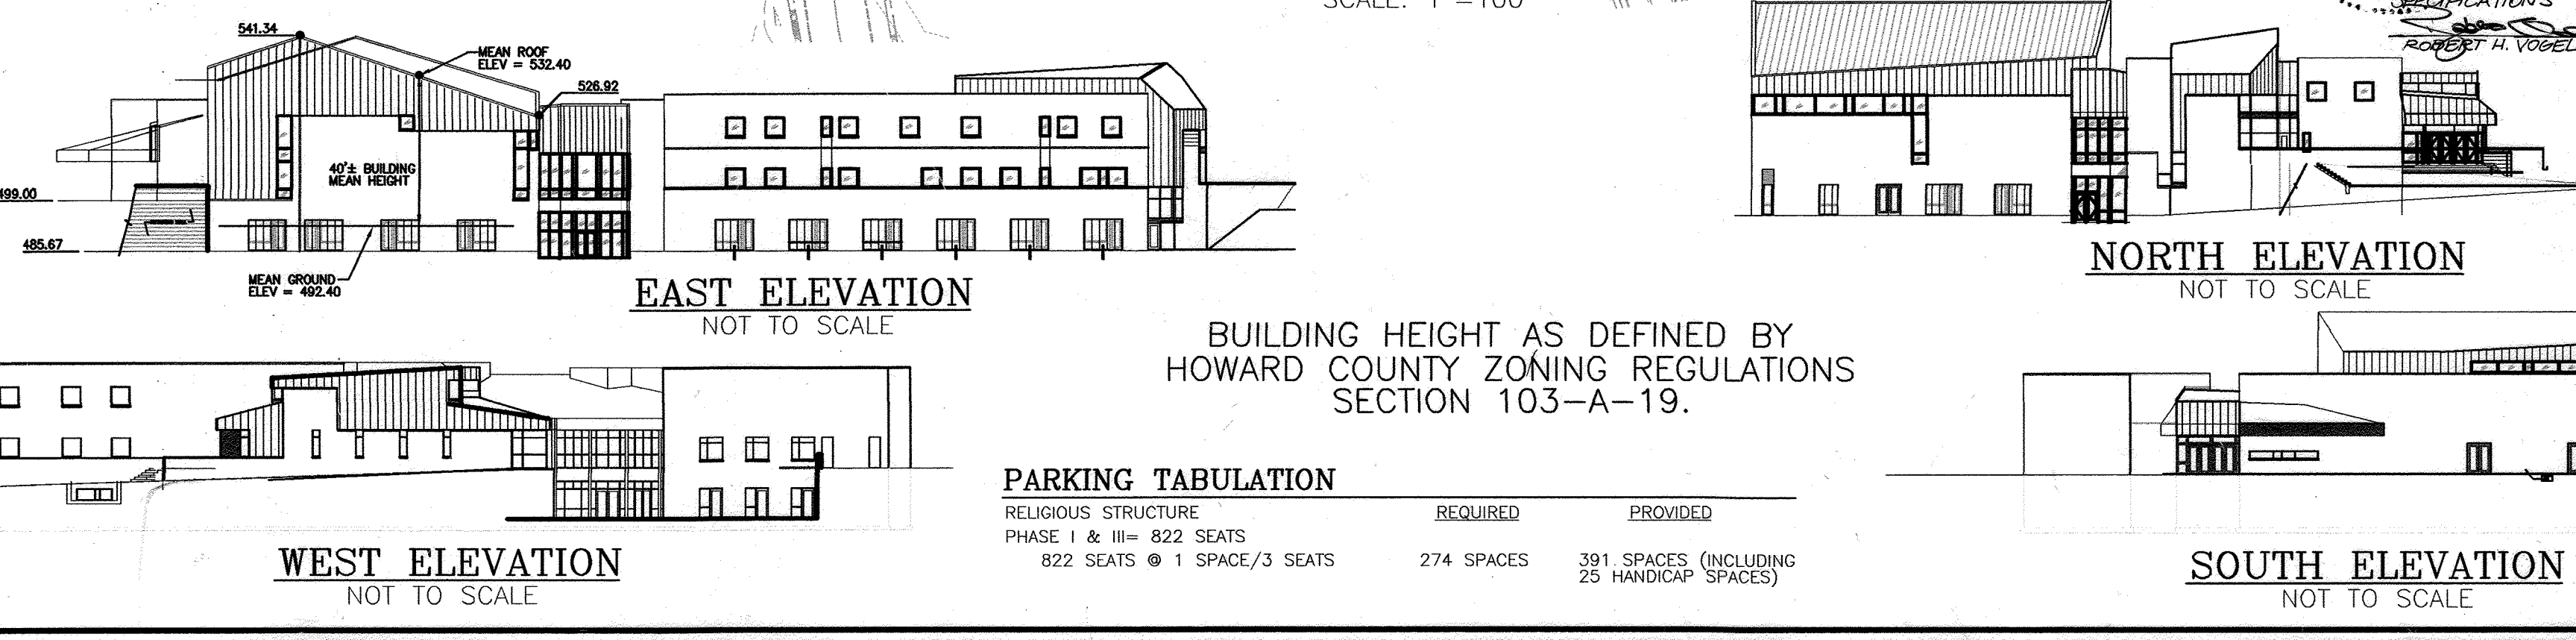 SCALE: 1"=100'
SPECIFICATIONS
ROBERT H. VOGEL
541.34
MEAN ROOF
ELEV = 532.40
526.92
40'± BUILDING
MEAN HEIGHT
499.00
485.67
MEAN GROUND
ELEV = 492.40
EAST ELEVATION
NOT TO SCALE
NORTH ELEVATION
NOT TO SCALE
BUILDING HEIGHT AS DEFINED BY
HOWARD COUNTY ZONING REGULATIONS
SECTION 103-A-19.
PARKING TABULATION
RELIGIOUS STRUCTURE REQUIRED PROVIDED
PHASE I & III= 822 SEATS
822 SEATS @ 1 SPACE/3 SEATS 274 SPACES 391 SPACES (INCLUDING
25 HANDICAP SPACES)
WEST ELEVATION
NOT TO SCALE
SOUTH ELEVATION
NOT TO SCALE